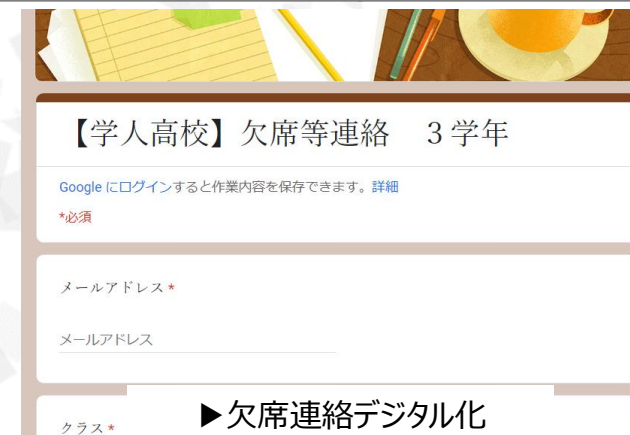 【学人高校】欠席等連絡　３学年
Google にログインすると作業内容を保存できます。詳細
*必須
メールアドレス *
メールアドレス
クラス *
▶欠席連絡デジタル化